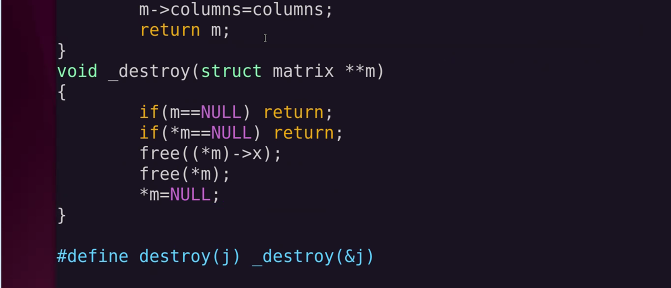 m->columns=columns;
        return m;
}
void _destroy(struct matrix **m)
{
        if(m==NULL) return;
        if(*m==NULL) return;
        free((*m)->x);
        free(*m);
        *m=NULL;
}

#define destroy(j) _destroy(&j)